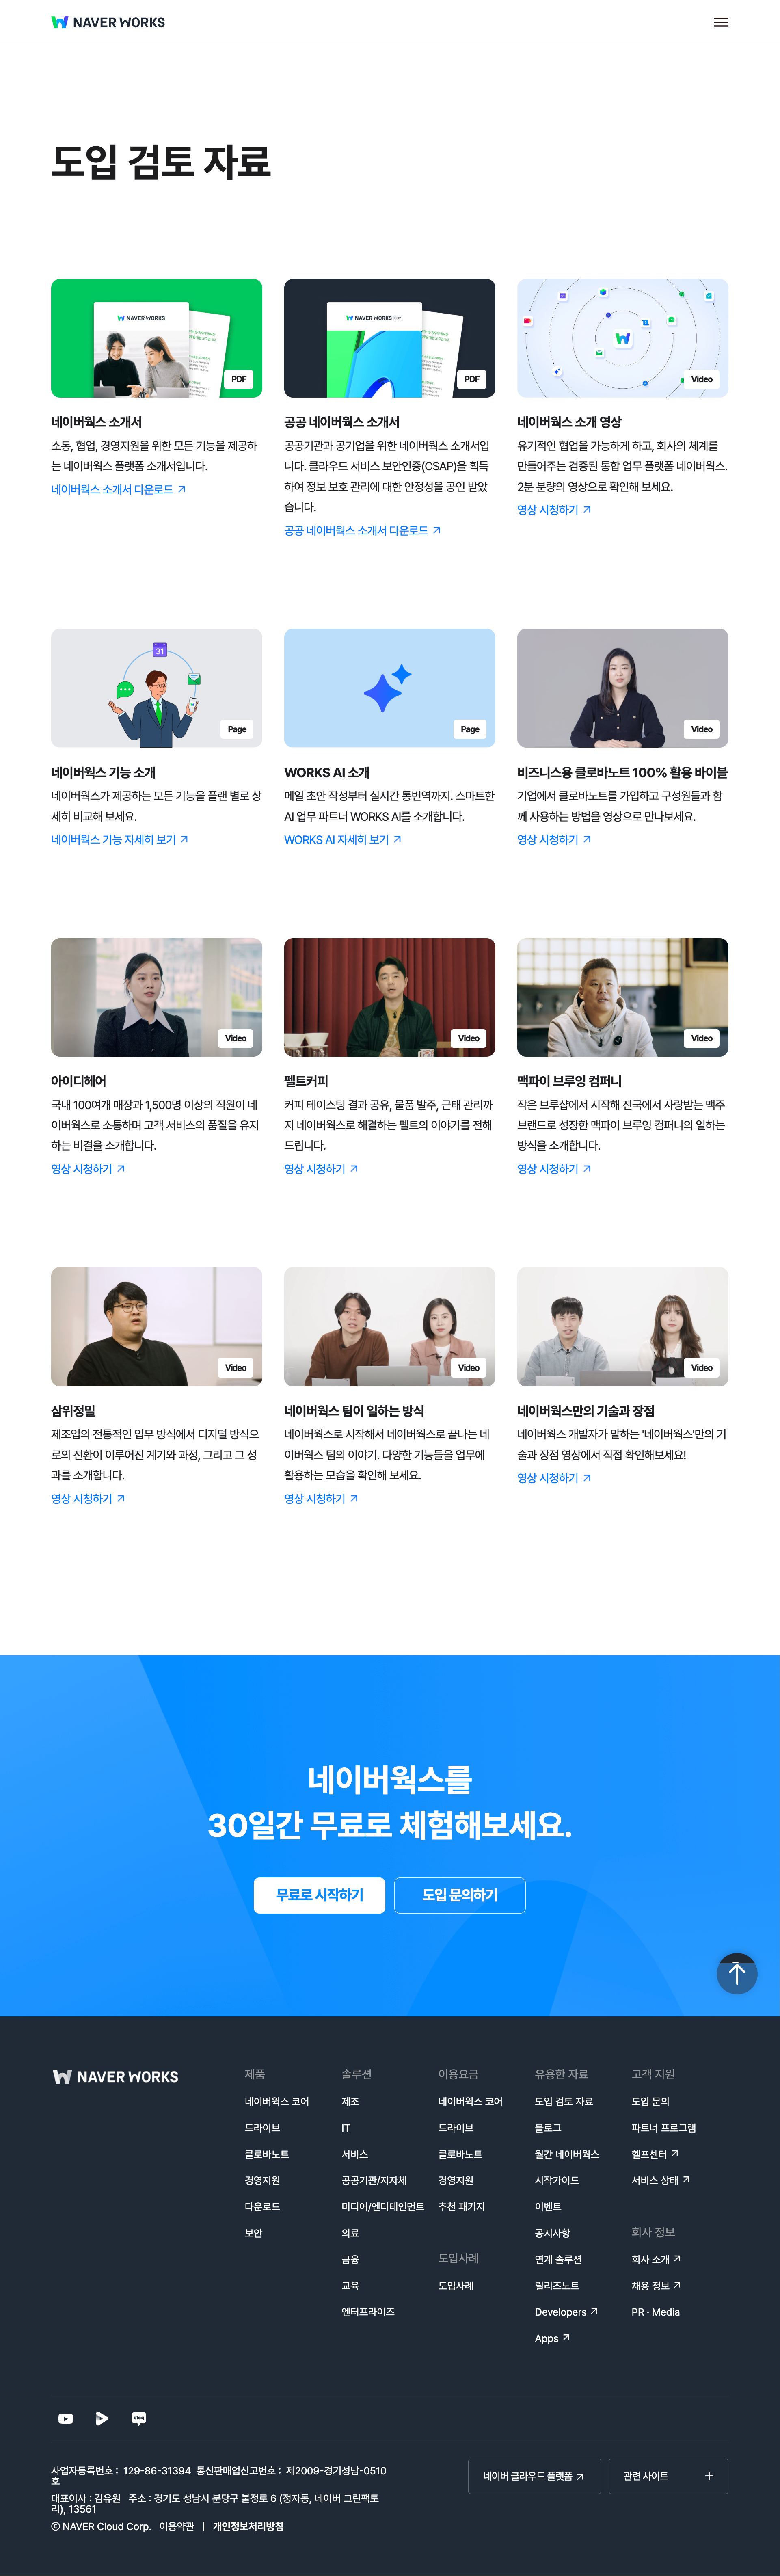 NAVER WORKS
도입 검토 자료
NAVER WORKS
PDF
네이버웍스 소개서
소통, 협업, 경영지원을 위한 모든 기능을 제공하
는 네이버웍스 플랫폼 소개서입니다.
네이버웍스 소개서 다운로드
NAVER WORKS
PDF
공공 네이버웍스 소개서
공공기관과 공기업을 위한 네이버웍스 소개서입
니다. 클라우드 서비스 보안인증(CSAP)을 획득
하여 정보 보호 관리에 대한 안정성을 공인 받았
습니다.
공공 네이버웍스 소개서 다운로드
Video
네이버웍스 소개 영상
유기적인 협업을 가능하게 하고, 회사의 체계를
만들어주는 검증된 통합 업무 플랫폼 네이버웍스.
2분 분량의 영상으로 확인해 보세요.
영상 시청하기
31
Page
네이버웍스 기능 소개
네이버웍스가 제공하는 모든 기능을 플랜 별로 상
세히 비교해 보세요.
네이버웍스 기능 자세히 보기
Page
WORKS AI 소개
메일 초안 작성부터 실시간 통번역까지. 스마트한
AI 업무 파트너 WORKS AI를 소개합니다.
WORKS AI 자세히 보기
Video
비즈니스용 클로바노트 100% 활용 바이블
기업에서 클로바노트를 가입하고 구성원들과 함
께 사용하는 방법을 영상으로 만나보세요.
영상 시청하기
Video
아이디헤어
국내 100여개 매장과 1,500명 이상의 직원이 네
이버웍스로 소통하며 고객 서비스의 품질을 유지
하는 비결을 소개합니다.
영상 시청하기
Video
펠트커피
커피 테이스팅 결과 공유, 물품 발주, 근태 관리까
지 네이버웍스로 해결하는 펠트의 이야기를 전해
드립니다.
영상 시청하기
Video
맥파이 브루잉 컴퍼니
작은 브루샵에서 시작해 전국에서 사랑받는 맥주
브랜드로 성장한 맥파이 브루잉 컴퍼니의 일하는
방식을 소개합니다.
영상 시청하기
Video
삼위정밀
제조업의 전통적인 업무 방식에서 디지털 방식으
로의 전환이 이루어진 계기와 과정, 그리고 그 성
과를 소개합니다.
영상 시청하기
Video
네이버웍스 팀이 일하는 방식
네이버웍스로 시작해서 네이버웍스로 끝나는 네
이버웍스 팀의 이야기. 다양한 기능들을 업무에
활용하는 모습을 확인해 보세요.
영상 시청하기
Video
네이버웍스만의 기술과 장점
네이버웍스 개발자가 말하는 '네이버웍스'만의 기
술과 장점 영상에서 직접 확인해보세요!
영상 시청하기
네이버웍스를
30일간 무료로 체험해보세요.
무료로 시작하기
도입 문의하기
NAVER WORKS
제품
네이버웍스 코어
드라이브
클로바노트
경영지원
다운로드
보안
솔루션
제조
IT
서비스
공공기관/지자체
미디어/엔터테인먼트
의료
금융
교육
엔터프라이즈
이용요금
네이버웍스 코어
드라이브
클로바노트
경영지원
추천 패키지
도입사례
도입사례
유용한 자료
도입 검토 자료
블로그
월간 네이버웍스
시작가이드
이벤트
공지사항
연계 솔루션
릴리즈노트
Developers
Apps
고객 지원
도입 문의
파트너 프로그램
헬프센터
서비스 상태
회사 정보
회사 소개
채용 정보
PR · Media
blog
사업자등록번호 : 129-86-31394 통신판매업신고번호 : 제2009-경기성남-0510
호
대표이사 : 김유원 주소 : 경기도 성남시 분당구 불정로 6 (정자동, 네이버 그린팩토
리), 13561
© NAVER Cloud Corp. 이용약관 | 개인정보처리방침
네이버 클라우드 플랫폼
관련 사이트